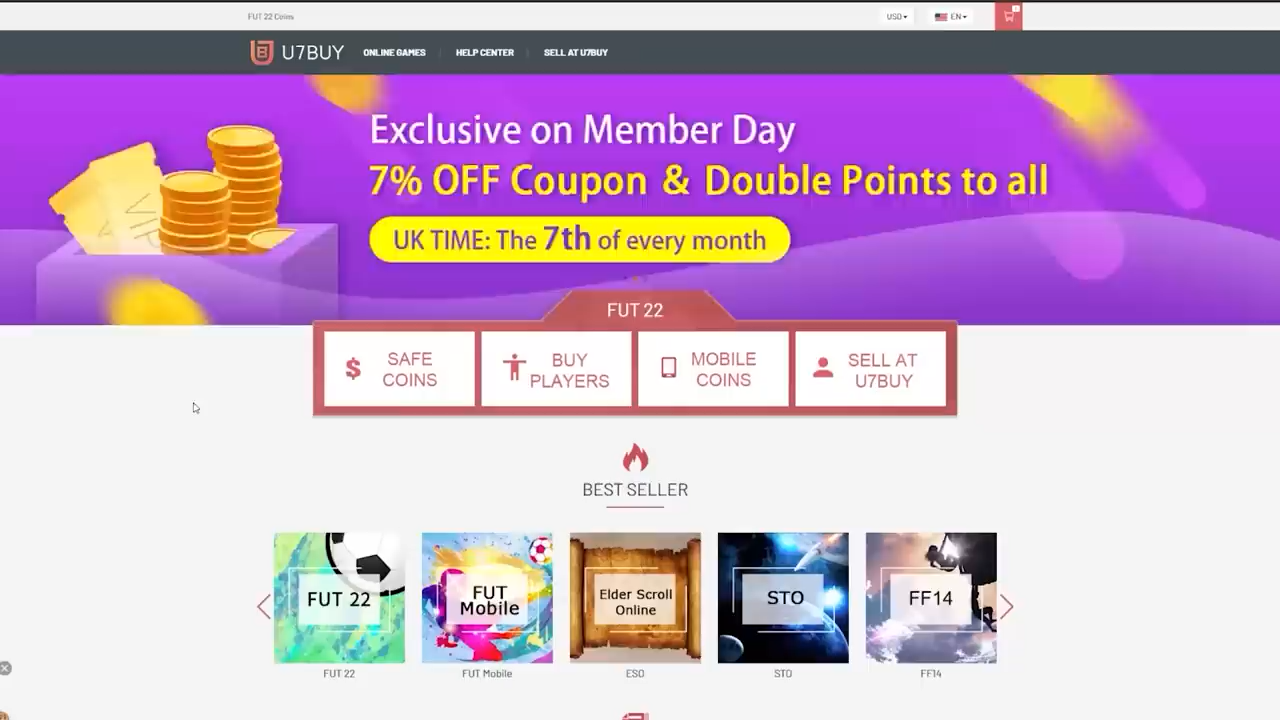 FUT 22 Coins
USD
EN
1
U7BUY
ONLINE GAMES
HELP CENTER
SELL AT U7BUY
Exclusive on Member Day
7% OFF Coupon & Double Points to all
UK TIME: The 7th of every month
FUT 22
SAFE
COINS
BUY
PLAYERS
MOBILE
COINS
SELL AT
U7BUY
BEST SELLER
FUT 22
FUT
Mobile
Elder Scroll
Online
STO
FF14
FUT 22
FUT Mobile
ESO
STO
FF14